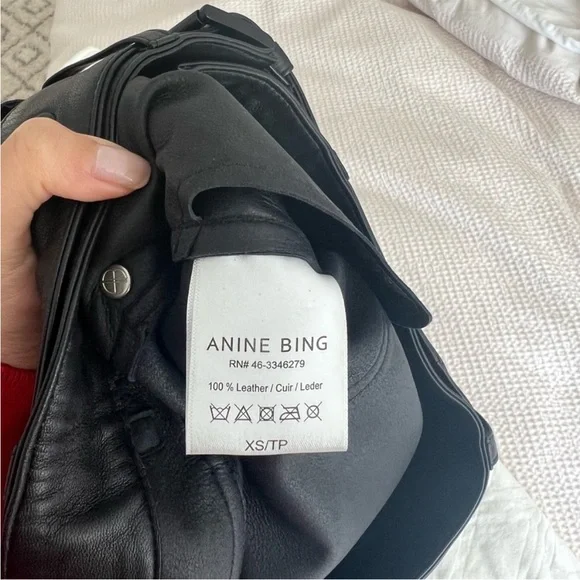 ANINE BING
RN# 46-3346279
100 % Leather / Cuir / Leder
XS/TP